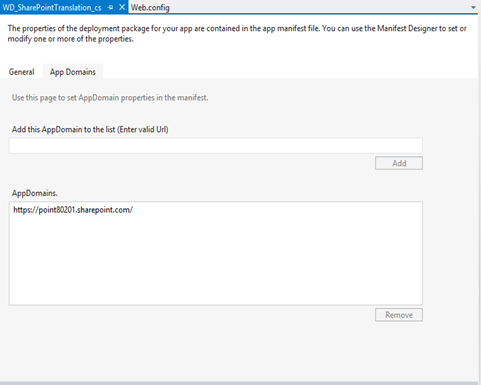 WD_SharePointTranslation_cs
Web.config
The properties of the deployment package for your app are contained in the app manifest file. You can use the Manifest Designer to set or
modify one or more of the properties.
General
App Domains
Use this page to set AppDomain properties in the manifest.
Add this AppDomain to the list (Enter valid Url)
Add
AppDomains.
https://point80201.sharepoint.com/
Remove